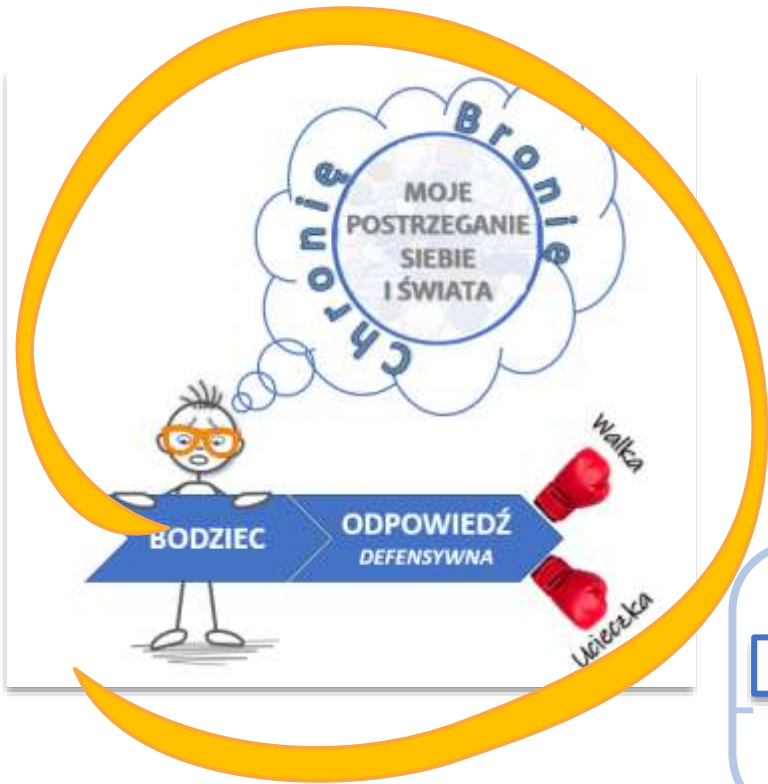 Chronię
Bronię
MOJE
POSTRZEGANIE
SIEBIE
I ŚWIATA
BODZIEC
ODPOWIEDŹ
DEFENSYWNA
Walka
Ucieczka